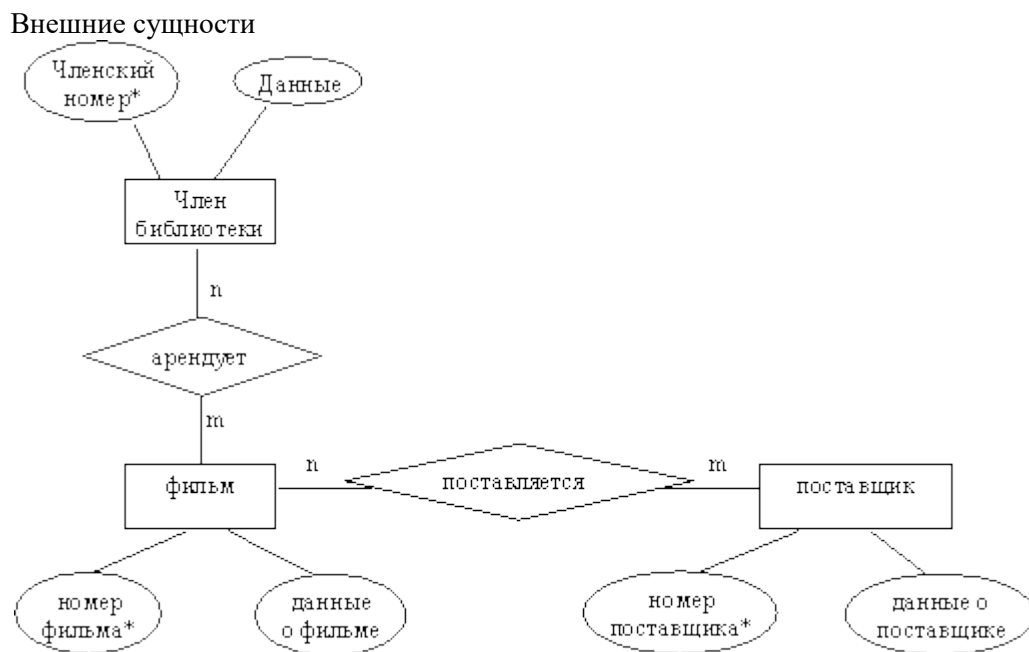 Внешние сущности
Членский
номер*
Данные
Член
библиотеки
n
арендует
m
фильм
n
поставляется
m
поставщик
номер
фильма*
данные
о фильме
номер
поставщика*
данные о
поставщике